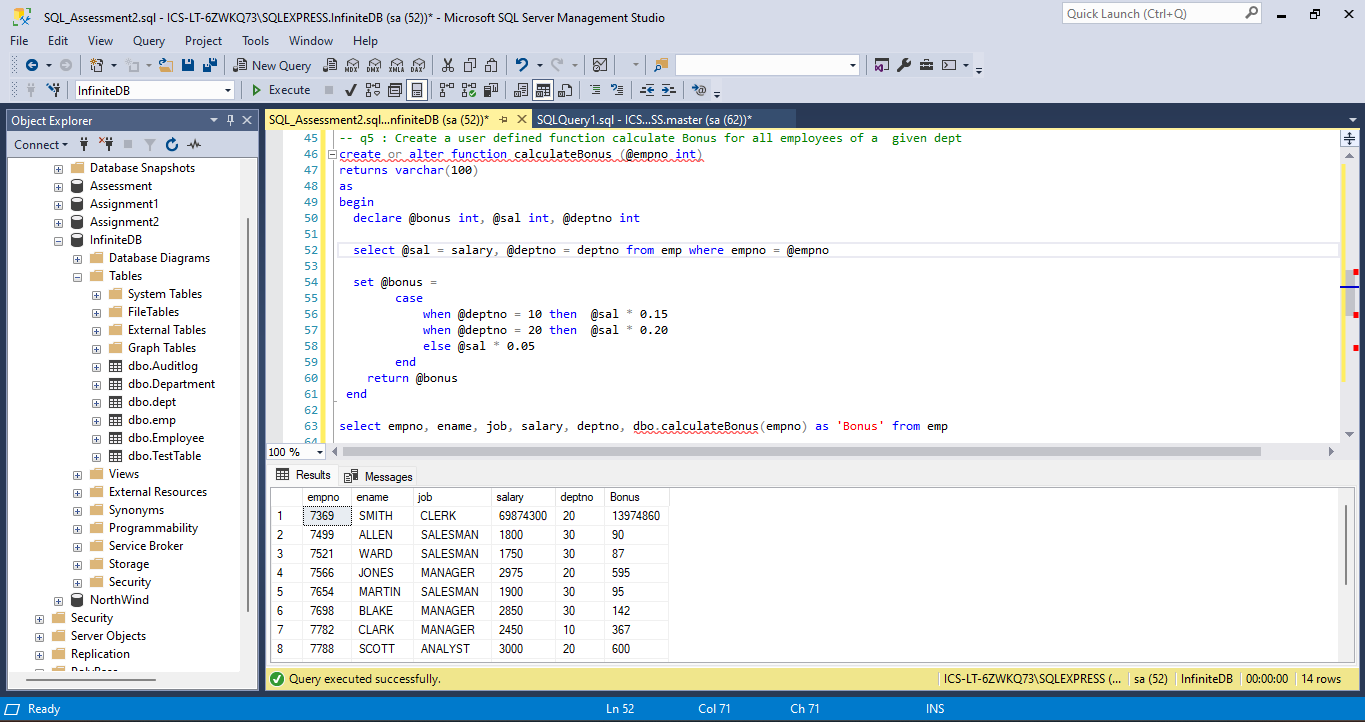 SQL_Assessment2.sql - ICS-LT-6ZWKQ73\SQLEXPRESS.InfiniteDB (sa (52))* - Microsoft SQL Server Management Studio
Quick Launch (Ctrl+Q)
File Edit View Query Project Tools Window Help
New Query MDX DMX XMLA DAX
InfiniteDB Execute
Object Explorer
SQL_Assessment2.sql...nfiniteDB (sa (52))* SQLQuery1.sql - ICS...SS.master (sa (62))*
Connect
Database Snapshots
Assessment
Assignment1
Assignment2
InfiniteDB
Database Diagrams
Tables
System Tables
FileTables
External Tables
Graph Tables
dbo.Auditlog
dbo.Department
dbo.dept
dbo.emp
dbo.Employee
dbo.TestTable
Views
External Resources
Synonyms
Programmability
Service Broker
Storage
Security
NorthWind
Security
Server Objects
Replication
PolyBase
45 -- q5 : Create a user defined function calculate Bonus for all employees of a  given dept
46 create or alter function calculateBonus (@empno int)
47 returns varchar(100)
48 as
49 begin
50 declare @bonus int, @sal int, @deptno int
51
52 select @sal = salary, @deptno = deptno from emp where empno = @empno
53
54 set @bonus =
55 case
56 when @deptno = 10 then  @sal * 0.15
57 when @deptno = 20 then  @sal * 0.20
58 else @sal * 0.05
59 end
60 return @bonus
61 end
62
63 select empno, ename, job, salary, deptno, dbo.calculateBonus(empno) as 'Bonus' from emp
64
100 %
Results Messages
empno ename job salary deptno Bonus
1 7369 SMITH CLERK 69874300 20 13974860
2 7499 ALLEN SALESMAN 1800 30 90
3 7521 WARD SALESMAN 1750 30 87
4 7566 JONES MANAGER 2975 20 595
5 7654 MARTIN SALESMAN 1900 30 95
6 7698 BLAKE MANAGER 2850 30 142
7 7782 CLARK MANAGER 2450 10 367
8 7788 SCOTT ANALYST 3000 20 600
Query executed successfully. ICS-LT-6ZWKQ73\SQLEXPRESS (... sa (52) InfiniteDB 00:00:00 14 rows
Ready Ln 52 Col 71 Ch 71 INS